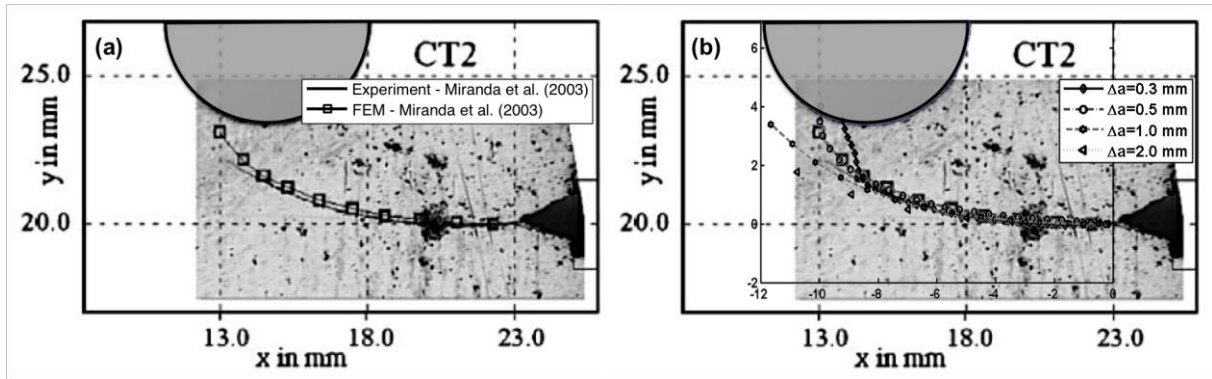 (a)
CT2
25.0
20.0
y in mm
Experiment - Miranda et al. (2003)
FEM - Miranda et al. (2003)
13.0
18.0
23.0
x in mm
(b)
CT2
25.0
20.0
y in mm
6
4
2
0
-2
-12
-10
-8
-6
-4
-2
0
Δa=0.3 mm
Δa=0.5 mm
Δa=1.0 mm
Δa=2.0 mm
13.0
18.0
23.0
x in mm